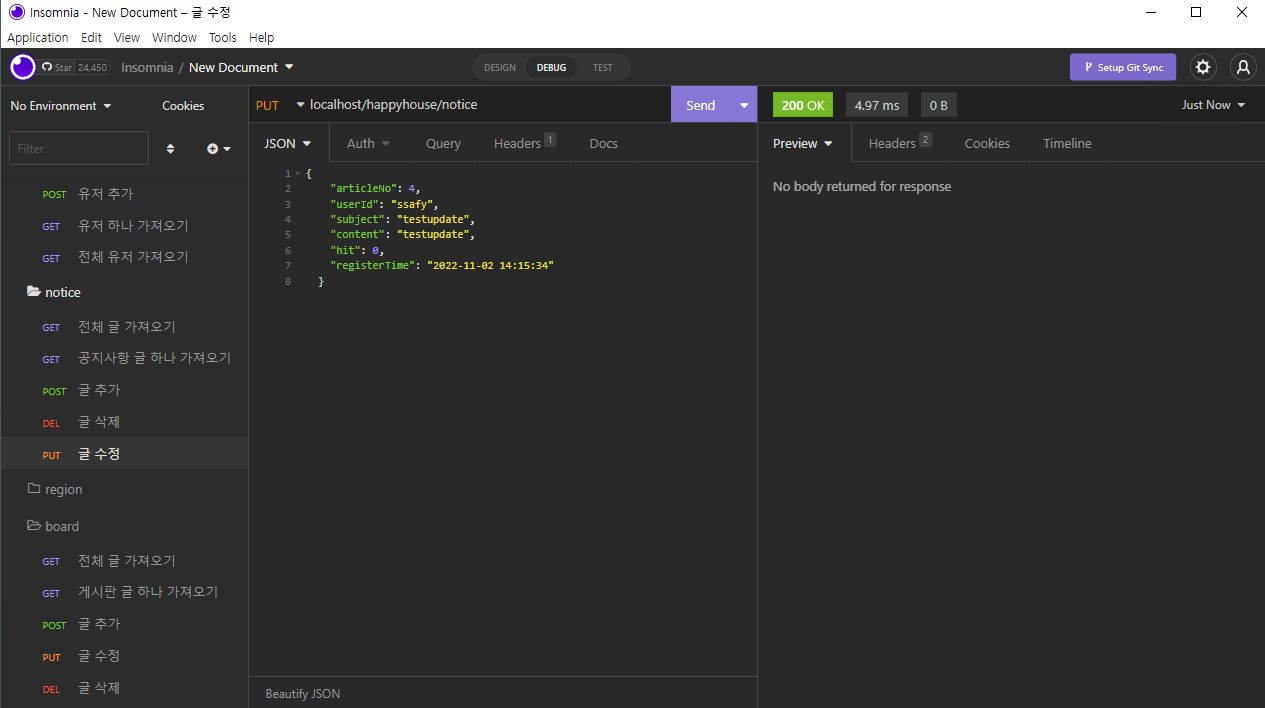 Insomnia - New Document – 글 수정
Application Edit View Window Tools Help
Star 24,450 Insomnia / New Document DESIGN DEBUG TEST Setup Git Sync
No Environment Cookies
Filter
POST 유저 추가
GET 유저 하나 가져오기
GET 전체 유저 가져오기
notice
GET 전체 글 가져오기
GET 공지사항 글 하나 가져오기
POST 글 추가
DEL 글 삭제
PUT 글 수정
region
board
GET 전체 글 가져오기
GET 게시판 글 하나 가져오기
POST 글 추가
PUT 글 수정
DEL 글 삭제
PUT localhost/happyhouse/notice Send
JSON Auth Query Headers 1 Docs
1 {
2 "articleNo": 4,
3 "userId": "ssafy",
4 "subject": "testupdate",
5 "content": "testupdate",
6 "hit": 0,
7 "registerTime": "2022-11-02 14:15:34"
8 }
Beautify JSON
200 OK 4.97 ms 0 B Just Now
Preview Headers 2 Cookies Timeline
No body returned for response